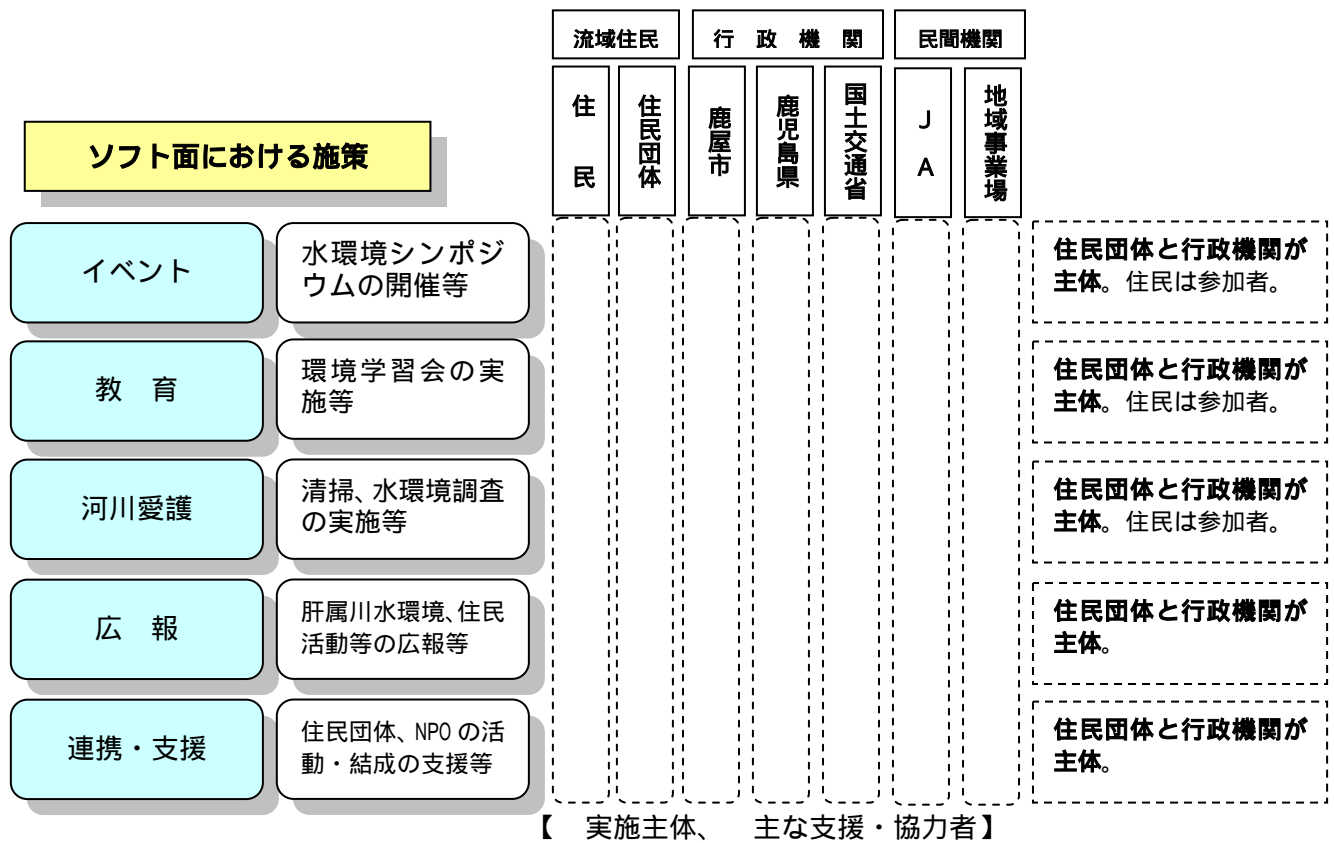 流域住民 行政機関 民間機関
住民 住民団体 鹿屋市 鹿児島県 国土交通省 JA 地域事業場
ソフト面における施策
イベント
水環境シンポジ
ウムの開催等
住民団体と行政機関が
主体。住民は参加者。
教 育
環境学習会の実
施等
住民団体と行政機関が
主体。住民は参加者。
河川愛護
清掃、水環境調査
の実施等
住民団体と行政機関が
主体。住民は参加者。
広 報
肝属川水環境、住民
活動等の広報等
住民団体と行政機関が
主体。
連携・支援
住民団体、NPOの活
動・結成の支援等
住民団体と行政機関が
主体。
【 実施主体、 主な支援・協力者】